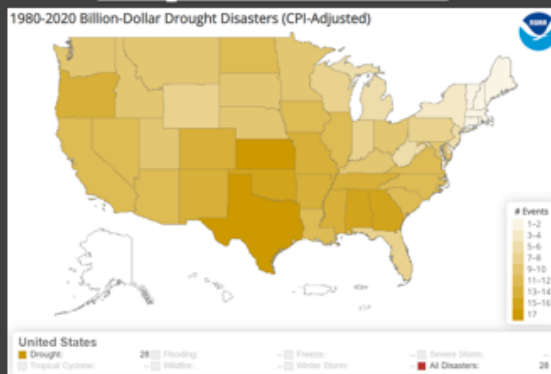 1980-2020 Billion-Dollar Drought Disasters (CPI-Adjusted)
NOAA
# Events
1-2
3-4
5-6
7-8
9-10
11-12
13-14
15-16
17
United States
Drought: 28 Flooding: -- Freeze: -- Severe Storm: --
Tropical Cyclone: -- Wildfire: -- Winter Storm: -- All Disasters: 28